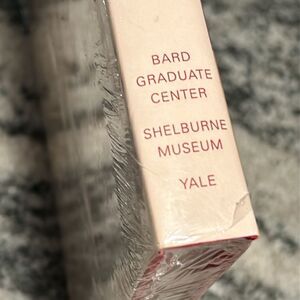 BARD
GRADUATE
CENTER
SHELBURNE
MUSEUM
YALE